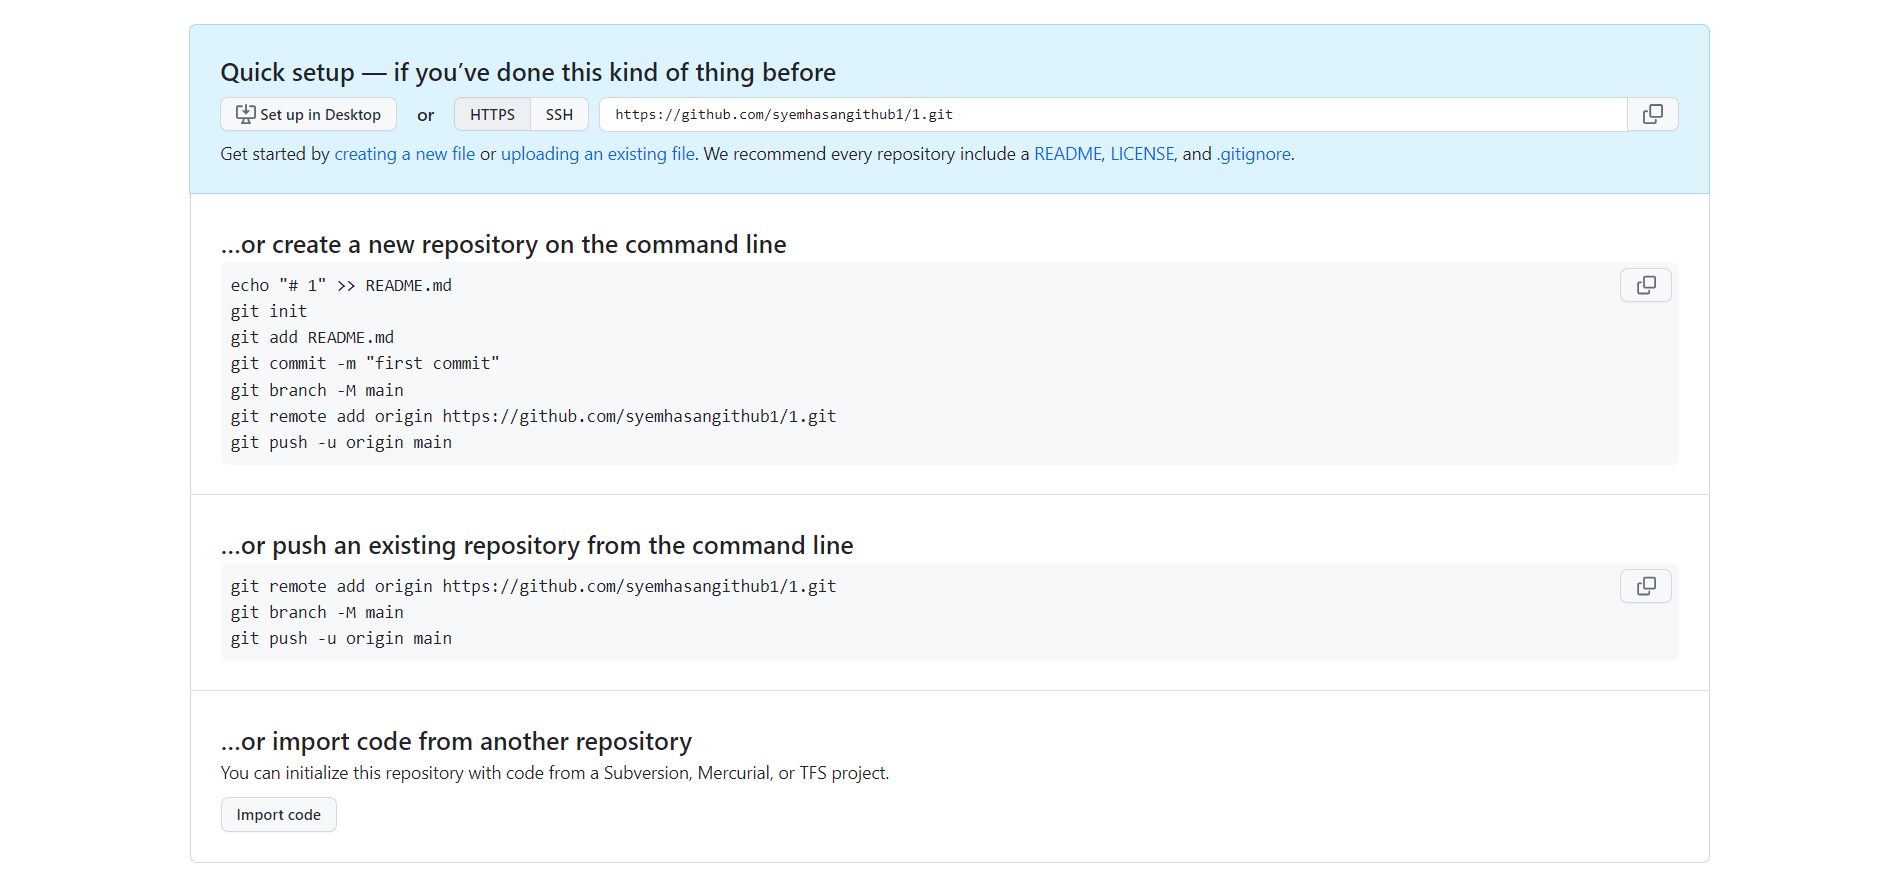 Quick setup — if you’ve done this kind of thing before
Set up in Desktop or HTTPS SSH https://github.com/syemhasangithub1/1.git
Get started by creating a new file or uploading an existing file. We recommend every repository include a README, LICENSE, and .gitignore.
…or create a new repository on the command line
echo "# 1" >> README.md
git init
git add README.md
git commit -m "first commit"
git branch -M main
git remote add origin https://github.com/syemhasangithub1/1.git
git push -u origin main
…or push an existing repository from the command line
git remote add origin https://github.com/syemhasangithub1/1.git
git branch -M main
git push -u origin main
…or import code from another repository
You can initialize this repository with code from a Subversion, Mercurial, or TFS project.
Import code